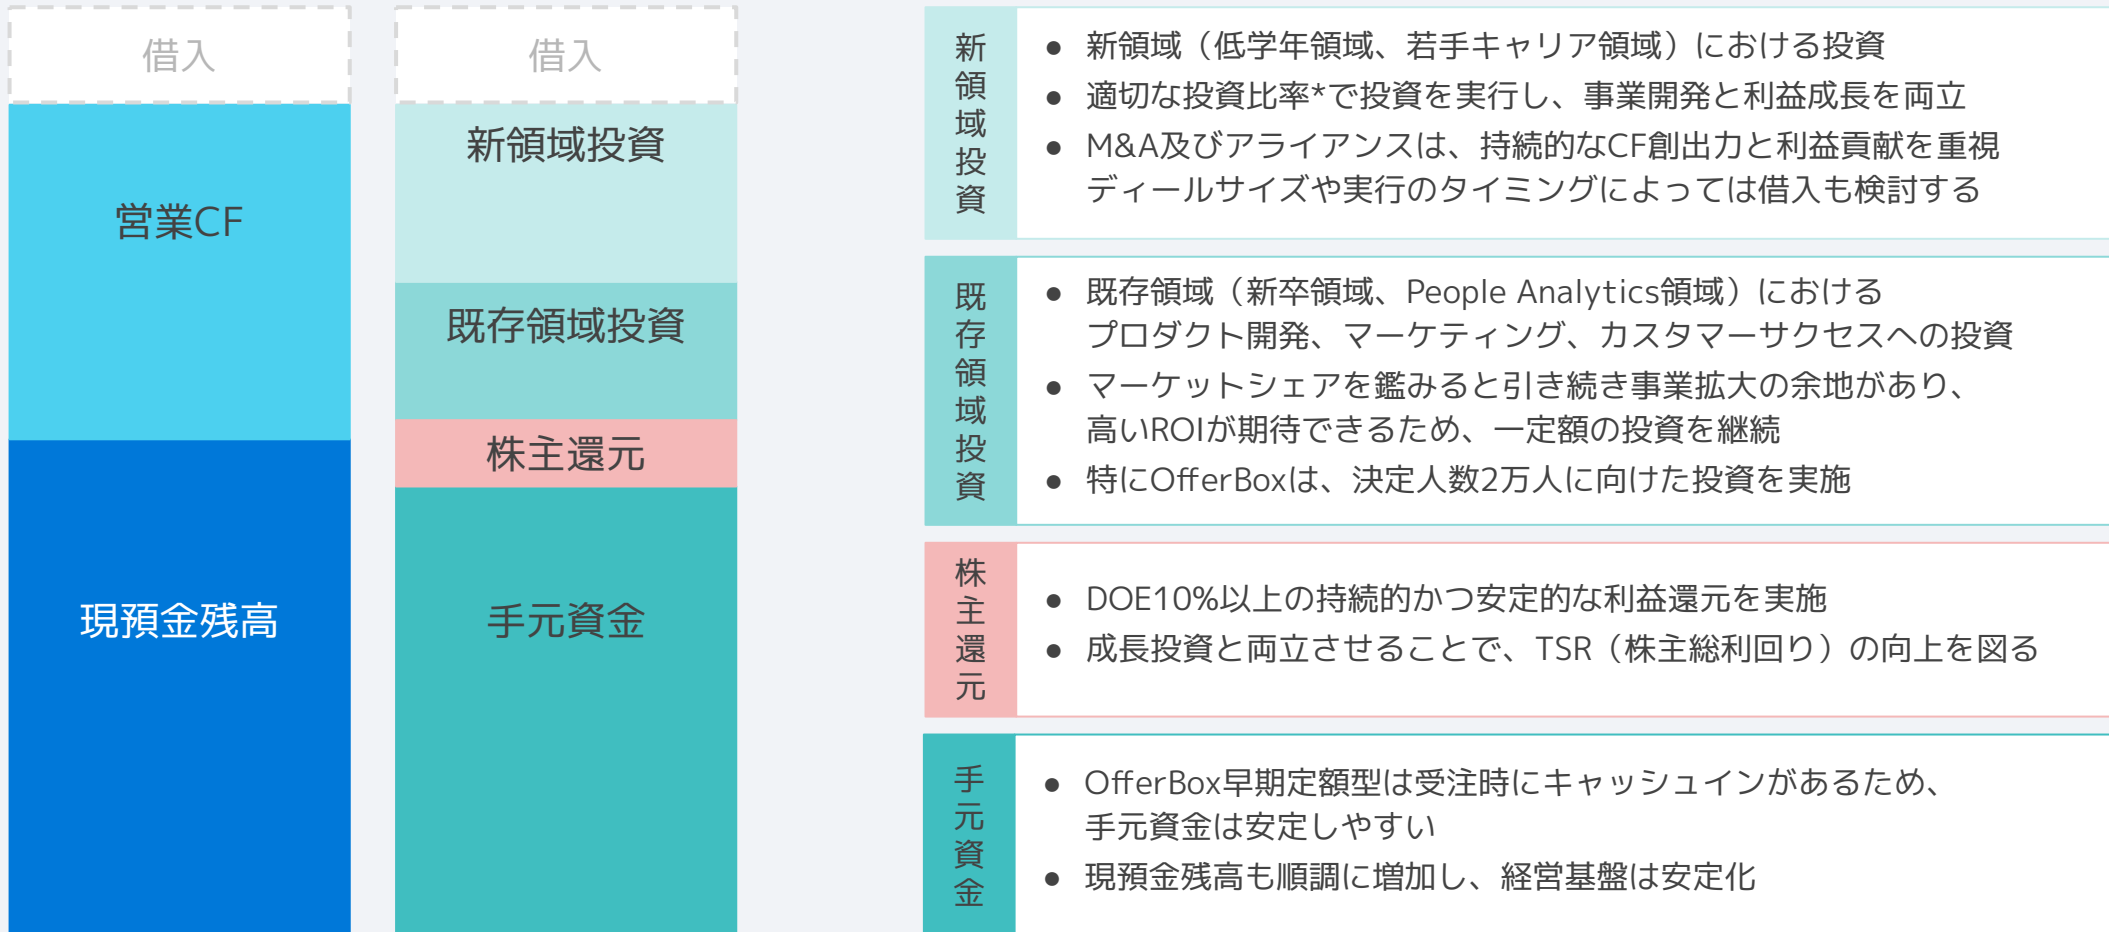 借入
営業CF
現預金残高
借入
新領域投資
既存領域投資
株主還元
手元資金
新領域投資
● 新領域（低学年領域、若手キャリア領域）における投資
● 適切な投資比率*で投資を実行し、事業開発と利益成長を両立
● M&A及びアライアンスは、持続的なCF創出力と利益貢献を重視
ディールサイズや実行のタイミングによっては借入も検討する
既存領域投資
● 既存領域（新卒領域、People Analytics領域）における
プロダクト開発、マーケティング、カスタマーサクセスへの投資
● マーケットシェアを鑑みると引き続き事業拡大の余地があり、
高いROIが期待できるため、一定額の投資を継続
● 特にOfferBoxは、決定人数2万人に向けた投資を実施
株主還元
● DOE10%以上の持続的かつ安定的な利益還元を実施
● 成長投資と両立させることで、TSR（株主総利回り）の向上を図る
手元資金
● OfferBox早期定額型は受注時にキャッシュインがあるため、
手元資金は安定しやすい
● 現預金残高も順調に増加し、経営基盤は安定化